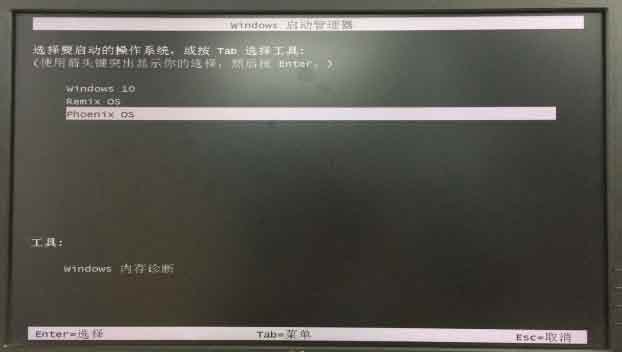 Windows 启动管理器
选择要启动的操作系统，或按 Tab 选择工具:
(使用箭头键突出显示你的选择，然后按 Enter。)
Windows 10
Remix OS
Phoenix OS
工具:
Windows 内存诊断
Enter=选择 Tab=菜单 Esc=取消